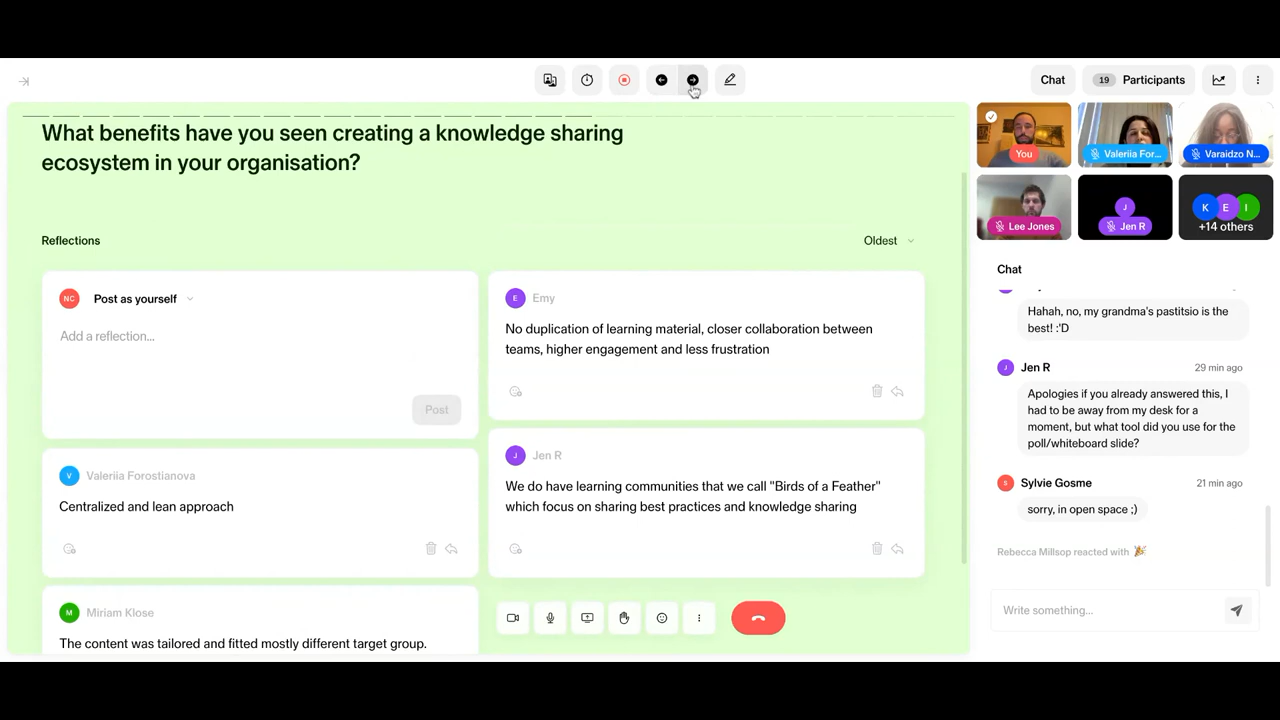 Chat
19 Participants
What benefits have you seen creating a knowledge sharing
ecosystem in your organisation?
Reflections
Oldest
NC Post as yourself
Add a reflection...
Post
E Emy
No duplication of learning material, closer collaboration between
teams, higher engagement and less frustration
V Valeriia Forostianova
Centralized and lean approach
J Jen R
We do have learning communities that we call "Birds of a Feather"
which focus on sharing best practices and knowledge sharing
M Miriam Klose
The content was tailored and fitted mostly different target group.
You
Valeriia For...
Varaidzo N...
Lee Jones
J
Jen R
K E I
+14 others
Chat
Hahah, no, my grandma's pastitsio is the
best! :'D
J Jen R 29 min ago
Apologies if you already answered this, I
had to be away from my desk for a
moment, but what tool did you use for the
poll/whiteboard slide?
S Sylvie Gosme 21 min ago
sorry, in open space ;)
Rebecca Millsop reacted with 🎉
Write something...